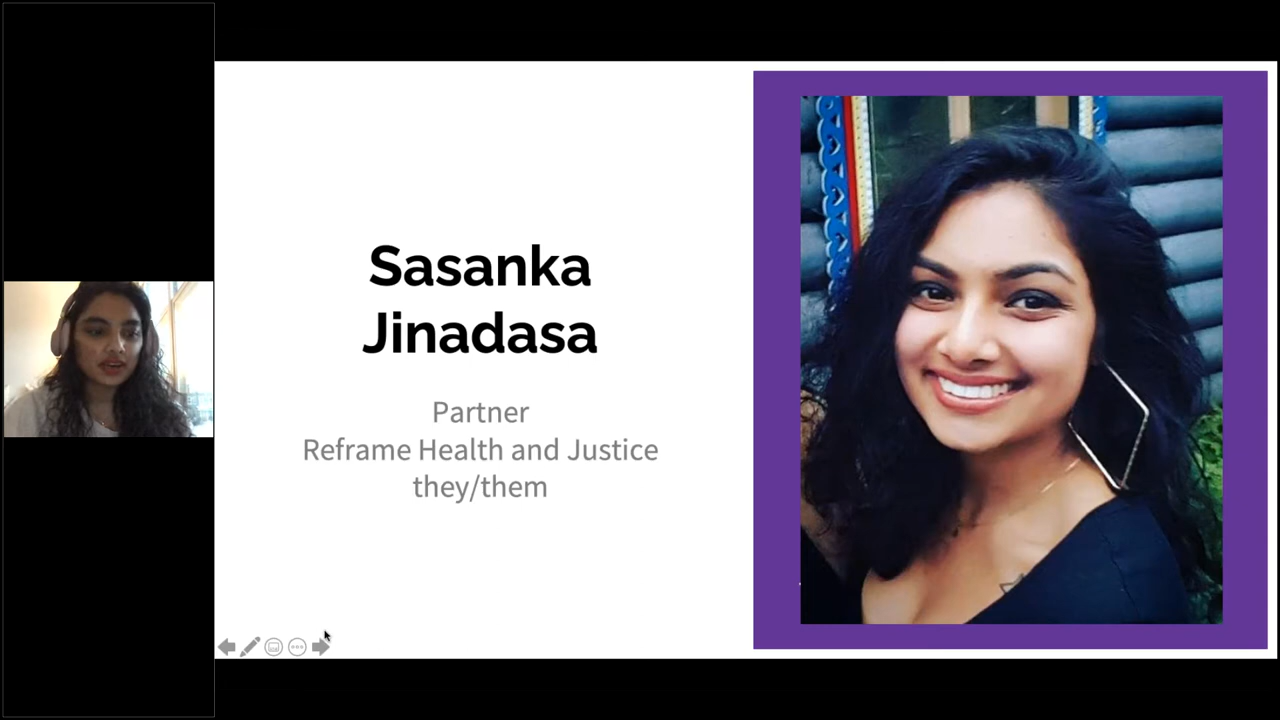 Sasanka
Jinadasa
Partner
Reframe Health and Justice
they/them